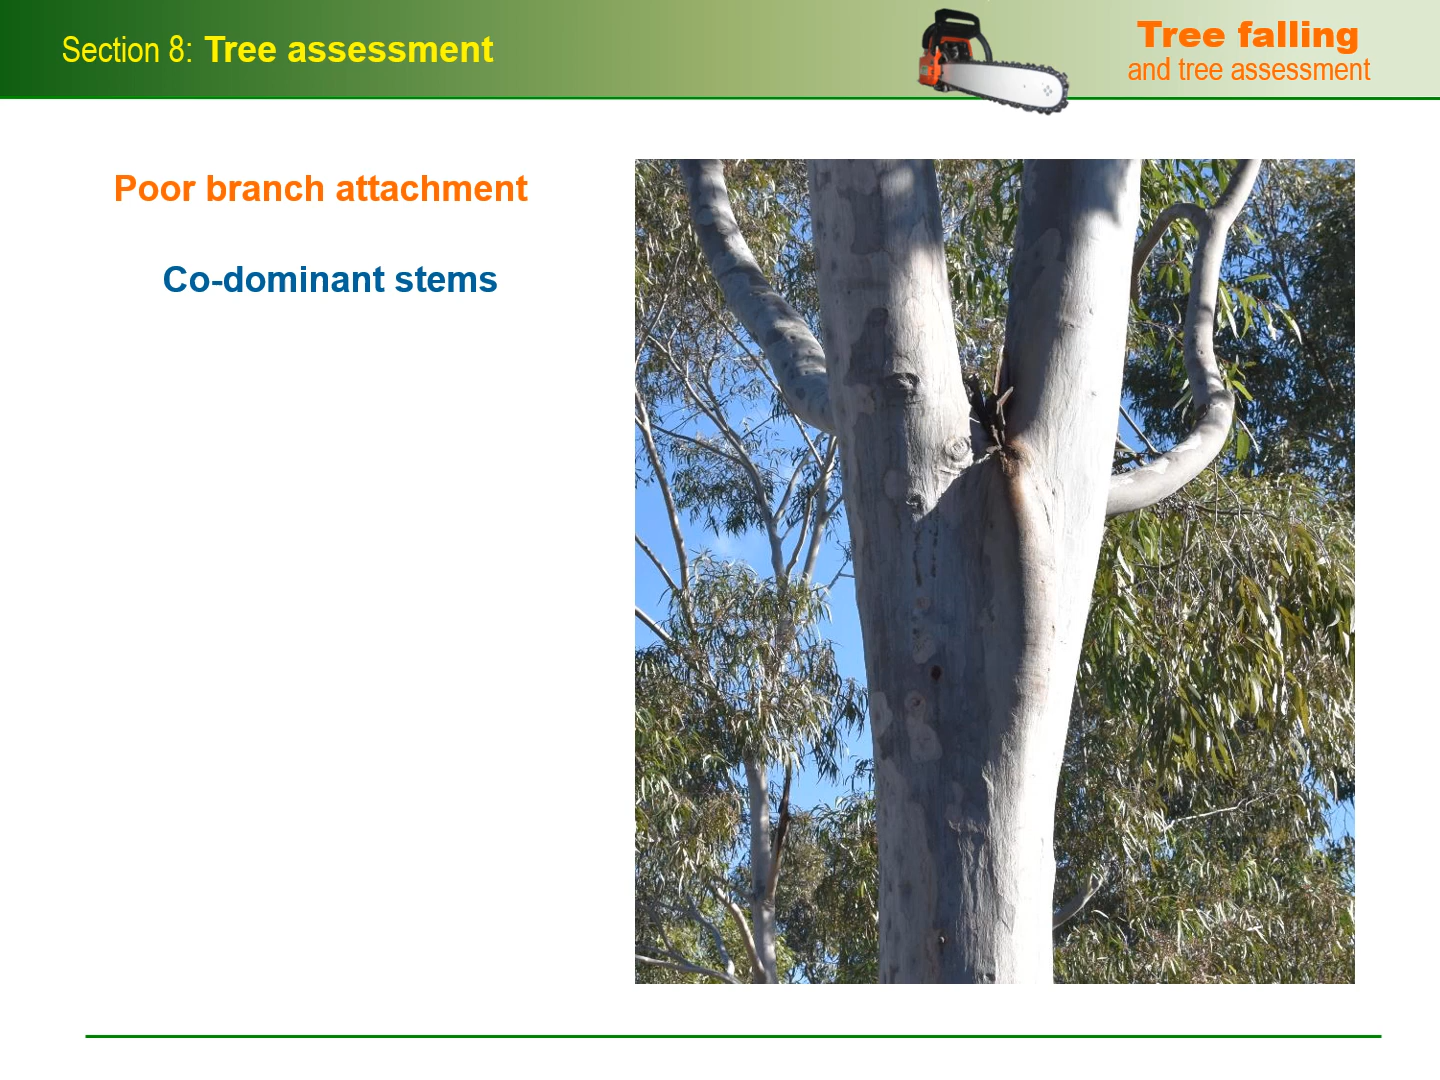 Section 8: Tree assessment
Tree falling
and tree assessment
Poor branch attachment
Co-dominant stems